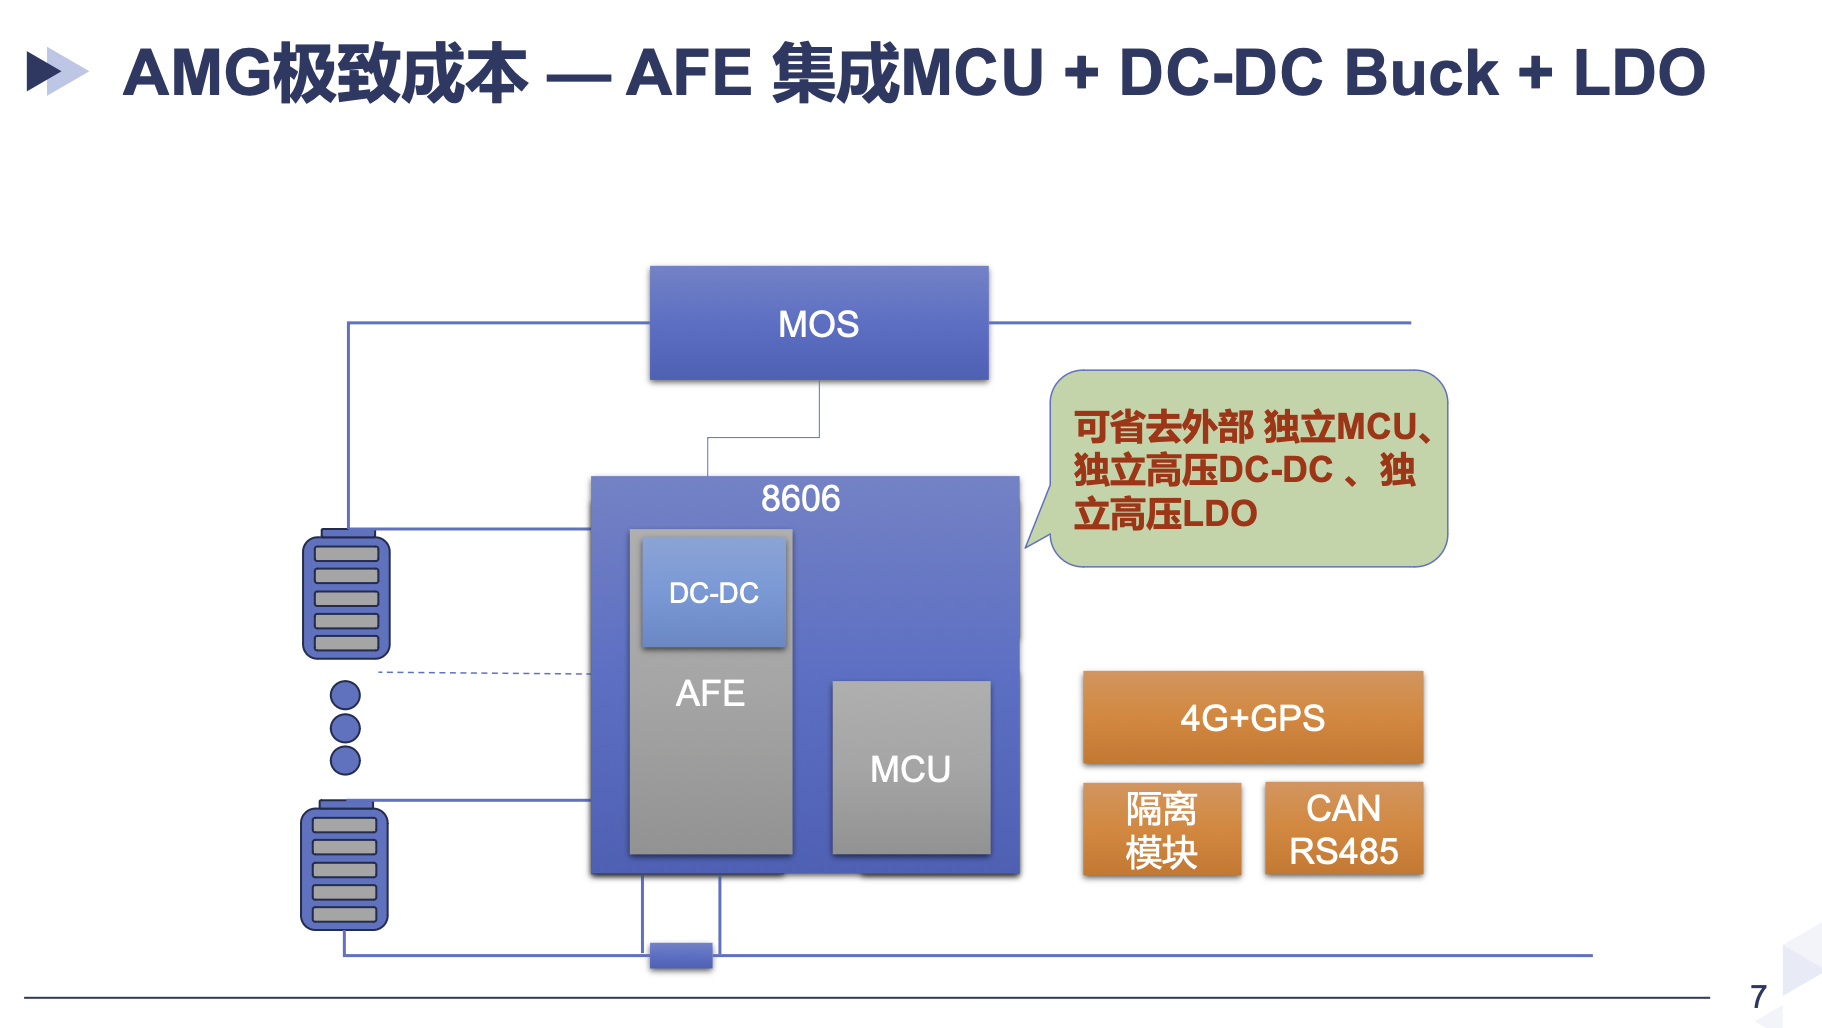 AMG极致成本 — AFE 集成MCU + DC-DC Buck + LDO
MOS
可省去外部 独立MCU、
独立高压DC-DC 、独
立高压LDO
8606
DC-DC
AFE
MCU
4G+GPS
隔离
模块
CAN
RS485
7